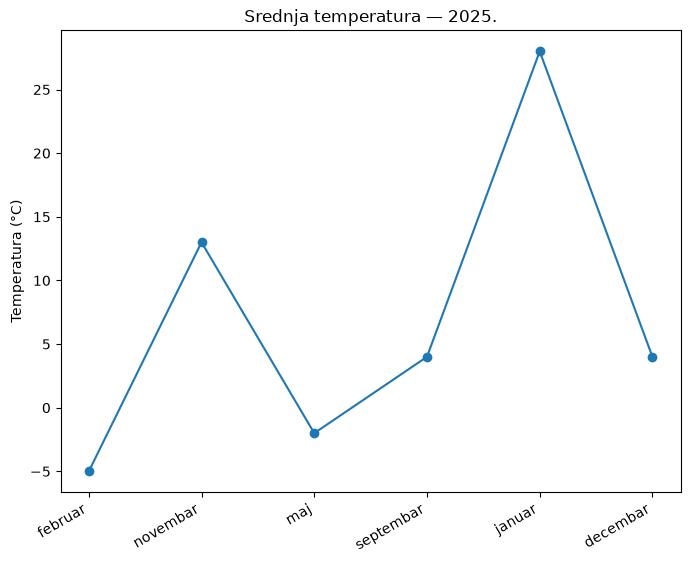 Srednja temperatura — 2025.
Temperatura (°C)
25
20
15
10
5
0
−5
februar
novembar
maj
septembar
januar
decembar